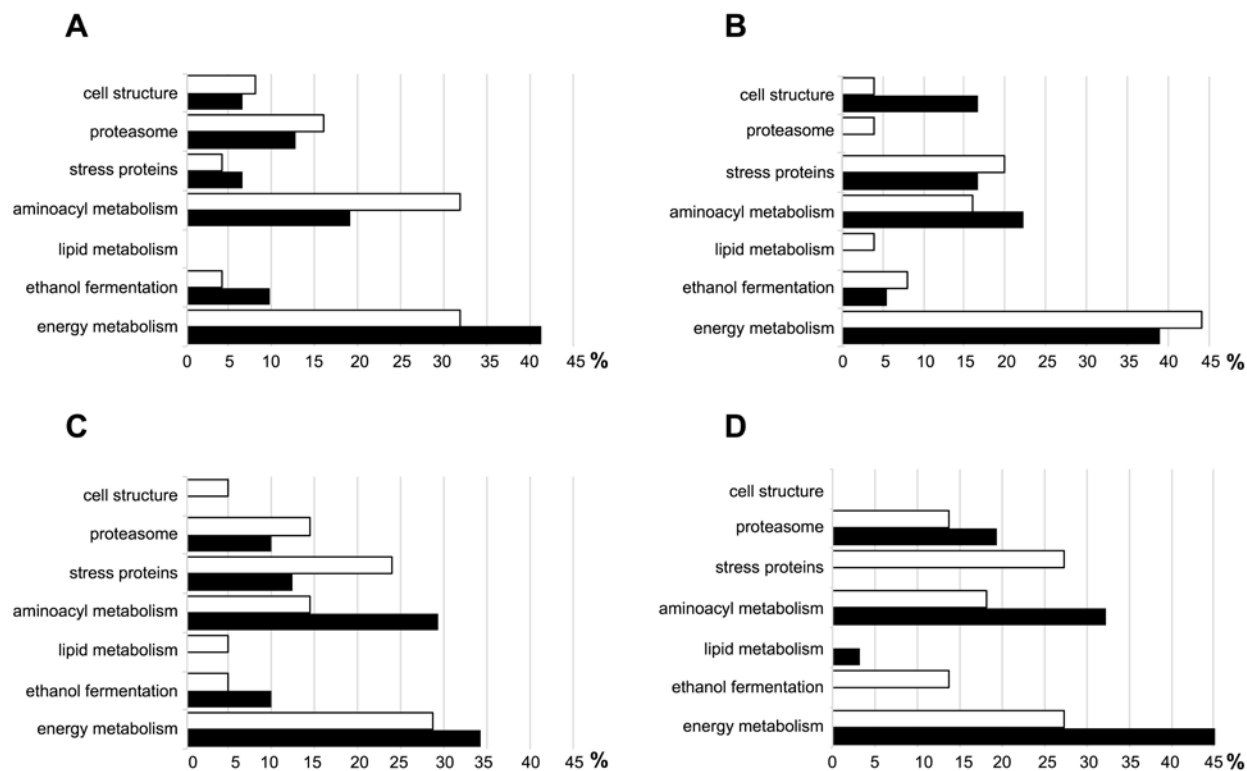 A
cell structure
proteasome
stress proteins
aminoacyl metabolism
lipid metabolism
ethanol fermentation
energy metabolism
0 5 10 15 20 25 30 35 40 45 %
B
cell structure
proteasome
stress proteins
aminoacyl metabolism
lipid metabolism
ethanol fermentation
energy metabolism
0 5 10 15 20 25 30 35 40 45 %
C
cell structure
proteasome
stress proteins
aminoacyl metabolism
lipid metabolism
ethanol fermentation
energy metabolism
0 5 10 15 20 25 30 35 40 45 %
D
cell structure
proteasome
stress proteins
aminoacyl metabolism
lipid metabolism
ethanol fermentation
energy metabolism
0 5 10 15 20 25 30 35 40 45 %